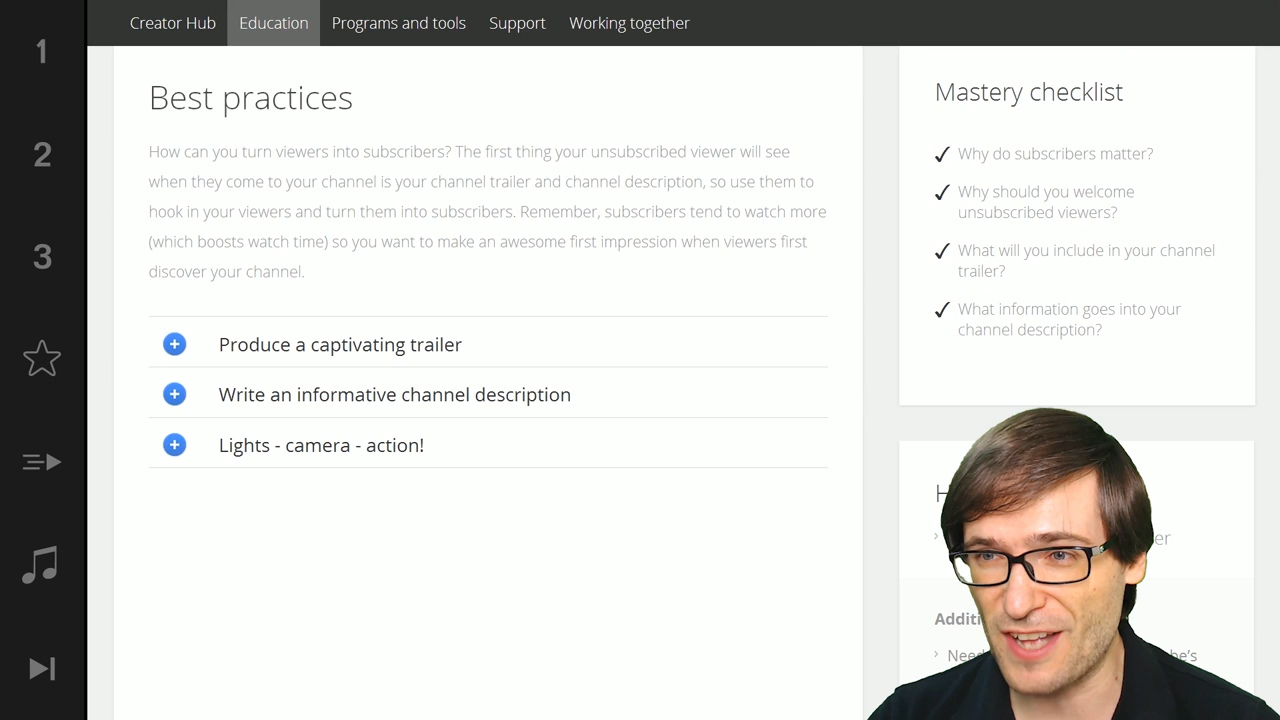 1
2
3
Creator Hub Education Programs and tools Support Working together
Best practices
How can you turn viewers into subscribers? The first thing your unsubscribed viewer will see
when they come to your channel is your channel trailer and channel description, so use them to
hook in your viewers and turn them into subscribers. Remember, subscribers tend to watch more
(which boosts watch time) so you want to make an awesome first impression when viewers first
discover your channel.
Produce a captivating trailer
Write an informative channel description
Lights - camera - action!
Mastery checklist
Why do subscribers matter?
Why should you welcome
unsubscribed viewers?
What will you include in your channel
trailer?
What information goes into your
channel description?